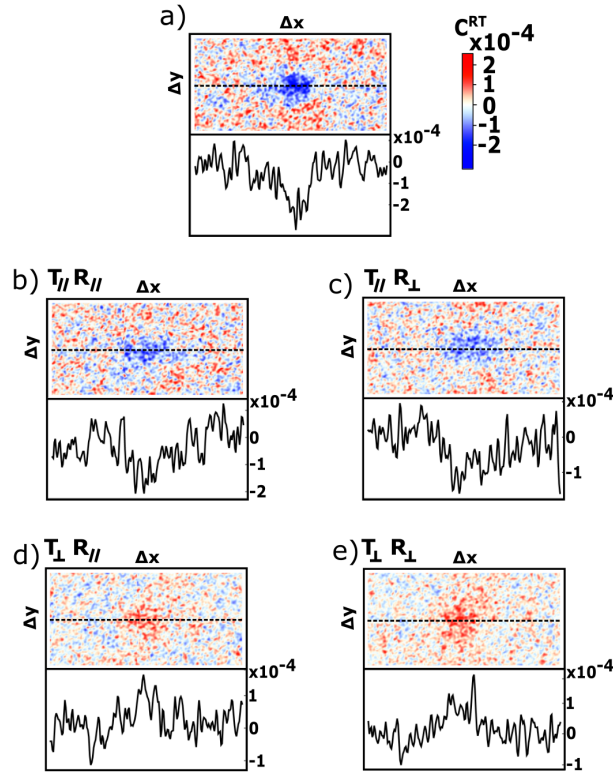 a)
Δx
Δy
C^RT
x10⁻⁴
2
1
0
-1
-2
x10⁻⁴
0
-1
-2
b) T// R// Δx
Δy
x10⁻⁴
0
-1
-2
c) T// R⊥ Δx
Δy
x10⁻⁴
0
-1
d) T⊥ R// Δx
Δy
x10⁻⁴
1
0
-1
e) T⊥ R⊥ Δx
Δy
x10⁻⁴
1
0
-1